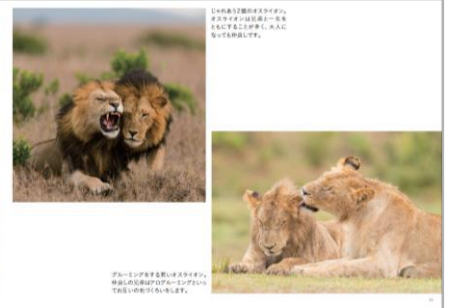 じゃれあう2頭のオスライオン。
オスライオンは兄弟と一生を
ともにすることが多く、大人に
なっても仲良しです。
グルーミングをする若いオスライオン。
仲良しの兄弟はアログルーミングといっ
てお互いの毛づくろいをします。